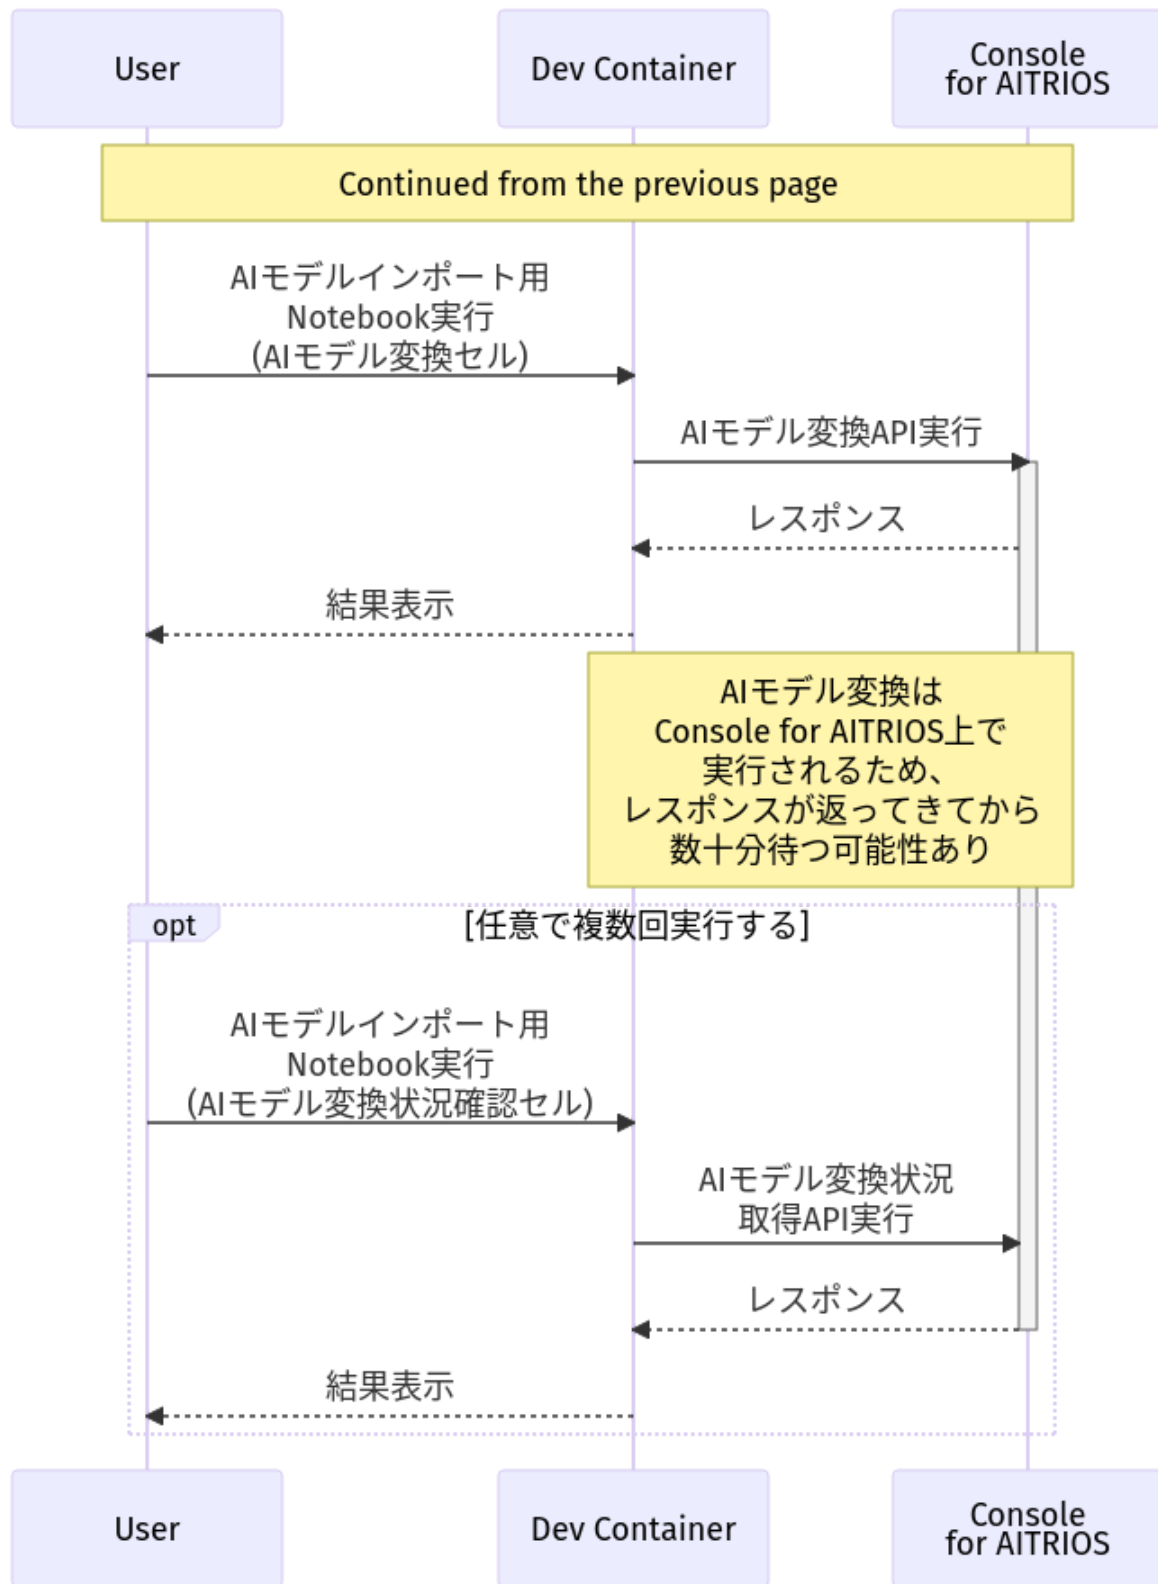 User
Dev Container
Console
for AITRIOS
Continued from the previous page
AIモデルインポート用
Notebook実行
(AIモデル変換セル)
AIモデル変換API実行
レスポンス
結果表示
AIモデル変換は
Console for AITRIOS上で
実行されるため、
レスポンスが返ってきてから
数十分待つ可能性あり
opt
[任意で複数回実行する]
AIモデルインポート用
Notebook実行
(AIモデル変換状況確認セル)
AIモデル変換状況
取得API実行
レスポンス
結果表示
User
Dev Container
Console
for AITRIOS